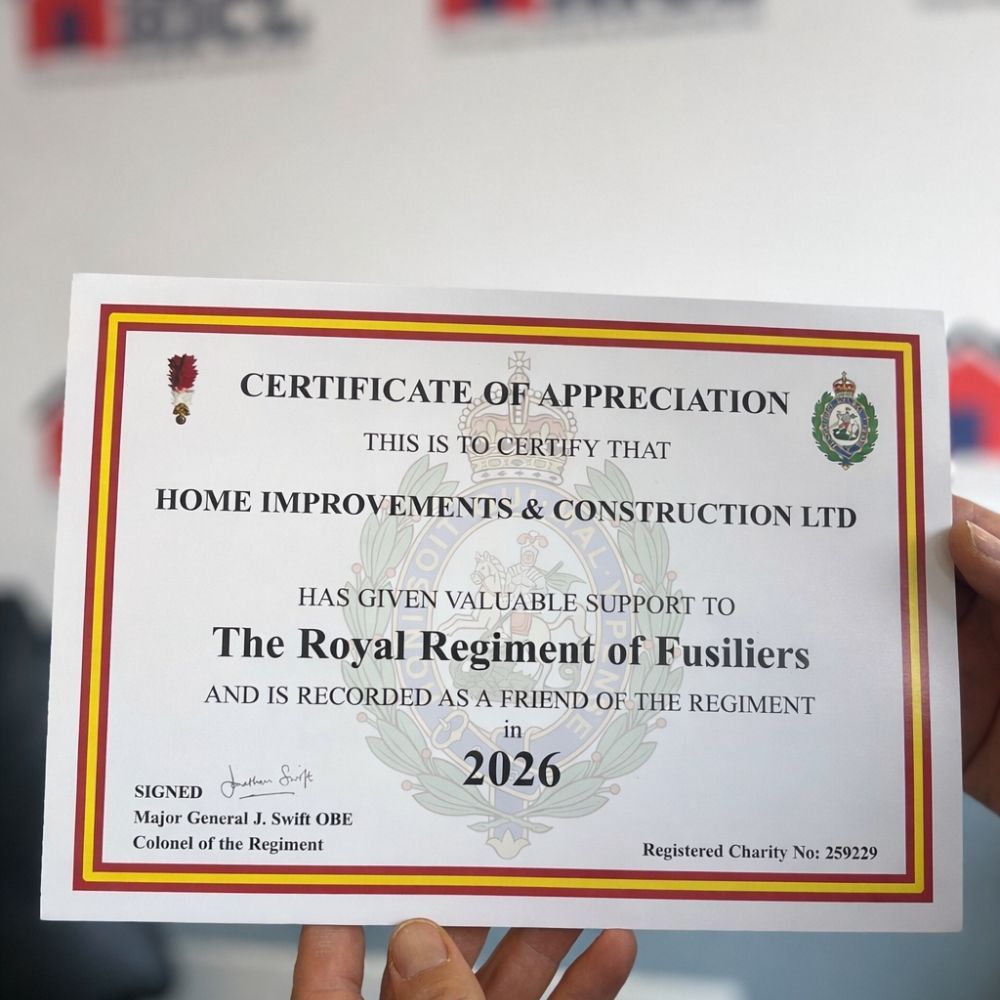 CERTIFICATE OF APPRECIATION
THIS IS TO CERTIFY THAT
HOME IMPROVEMENTS & CONSTRUCTION LTD
HAS GIVEN VALUABLE SUPPORT TO
The Royal Regiment of Fusiliers
AND IS RECORDED AS A FRIEND OF THE REGIMENT
in
2026
SIGNED Jonathan Swift
Major General J. Swift OBE
Colonel of the Regiment
Registered Charity No: 259229